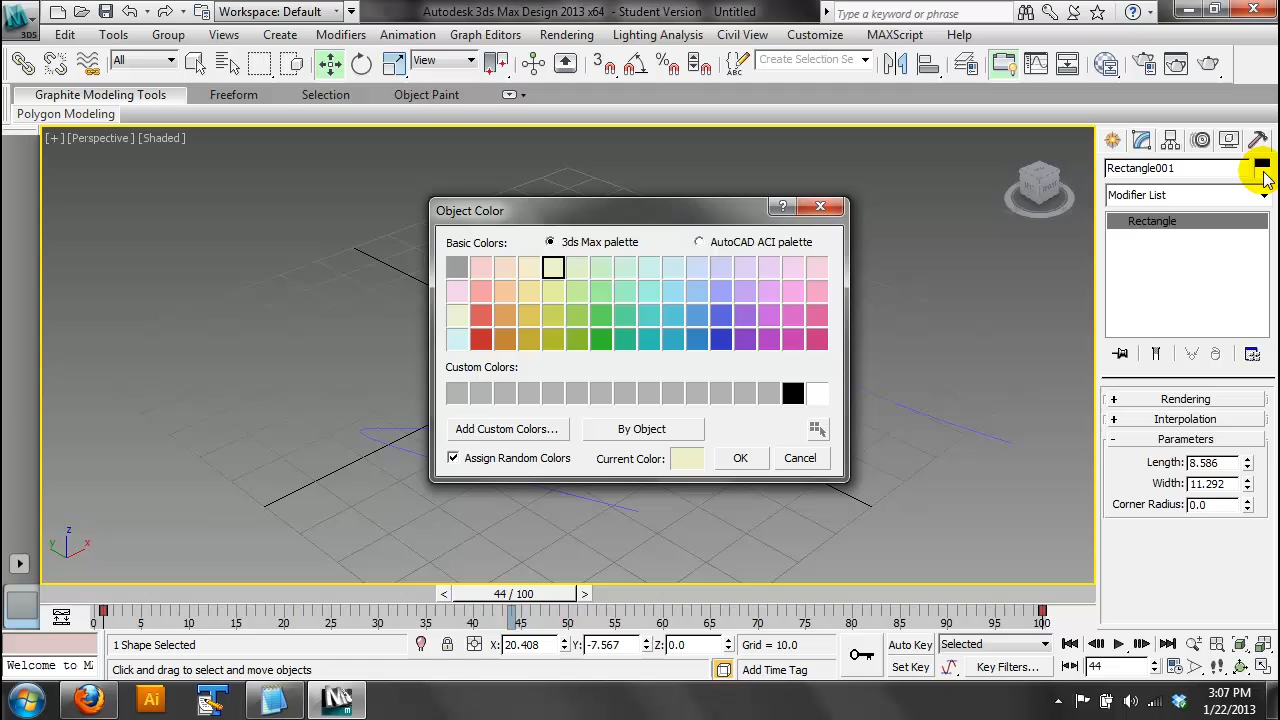 Workspace: Default
Autodesk 3ds Max Design 2013 x64 - Student Version Untitled
Type a keyword or phrase
3DS
Edit Tools Group Views Create Modifiers Animation Graph Editors Rendering Lighting Analysis Civil View Customize MAXScript Help
All View Create Selection Se
Graphite Modeling Tools Freeform Selection Object Paint
Polygon Modeling
[+] [Perspective] [Shaded]
Rectangle001
Modifier List
Rectangle
Object Color
Basic Colors: 3ds Max palette AutoCAD ACI palette
Custom Colors:
Add Custom Colors... By Object
Assign Random Colors Current Color: OK Cancel
+ Rendering
+ Interpolation
- Parameters
Length: 8.586
Width: 11.292
Corner Radius: 0.0
z
y x
< 44 / 100 >
0 5 10 15 20 25 30 35 40 45 50 55 60 65 70 75 80 85 90 95 100
1 Shape Selected X: 20.408 Y: -7.567 Z: 0.0 Grid = 10.0 Auto Key Selected
Welcome to M Click and drag to select and move objects Add Time Tag Set Key Key Filters... 44
Ai
3:07 PM
1/22/2013